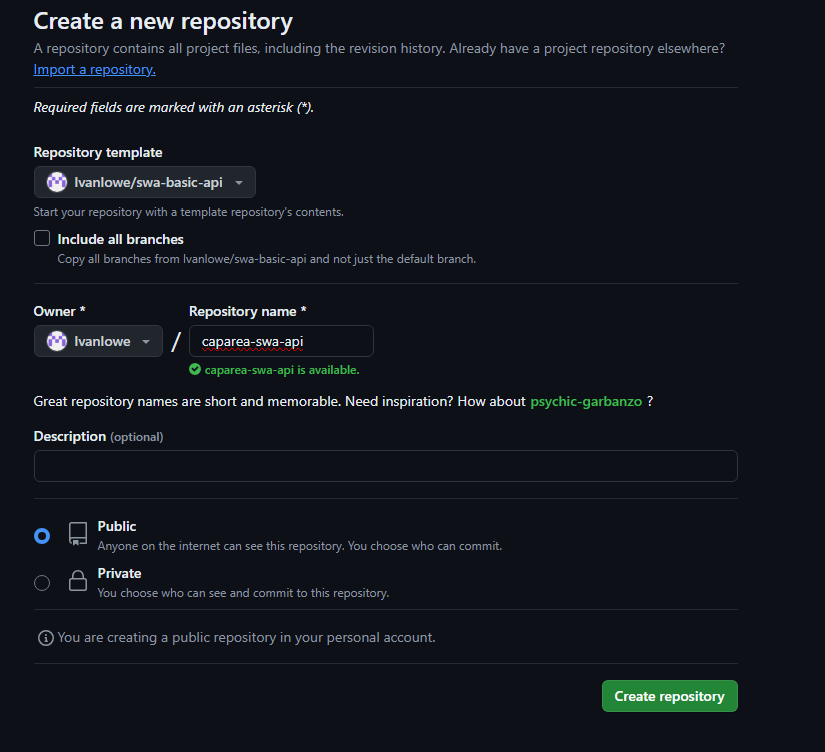 Create a new repository
A repository contains all project files, including the revision history. Already have a project repository elsewhere?
Import a repository.
Required fields are marked with an asterisk (*).
Repository template
lvanlowe/swa-basic-api
Start your repository with a template repository's contents.
Include all branches
Copy all branches from lvanlowe/swa-basic-api and not just the default branch.
Owner *
Repository name *
lvanlowe
/
caparea-swa-api
caparea-swa-api is available.
Great repository names are short and memorable. Need inspiration? How about psychic-garbanzo ?
Description (optional)
Public
Anyone on the internet can see this repository. You choose who can commit.
Private
You choose who can see and commit to this repository.
You are creating a public repository in your personal account.
Create repository